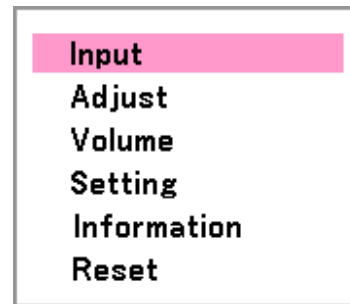 Input
Adjust
Volume
Setting
Information
Reset